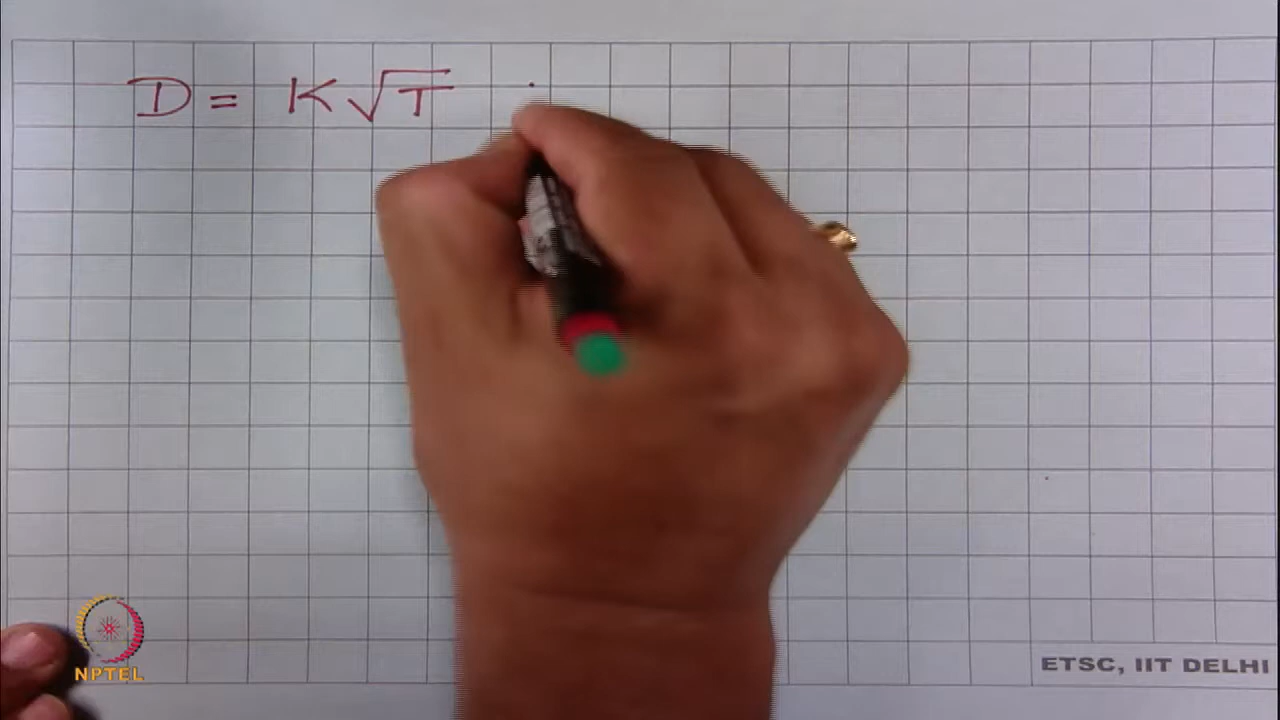 D = K√T
NPTEL
ETSC, IIT DELHI